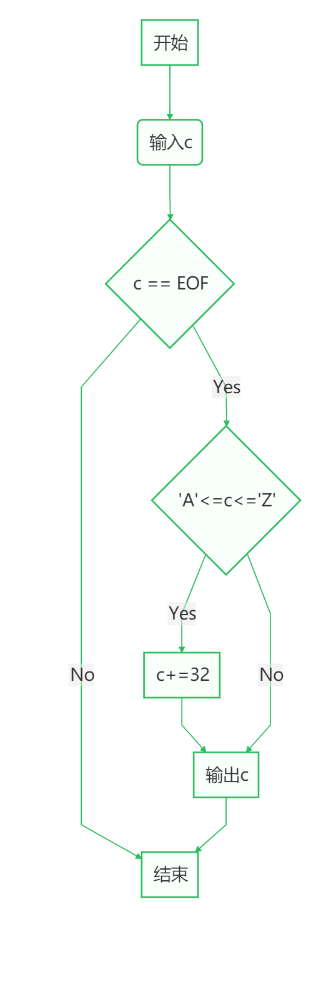 开始
输入c
c == EOF
Yes
'A'<=c<='Z'
Yes
No
c+=32
No
输出c
结束